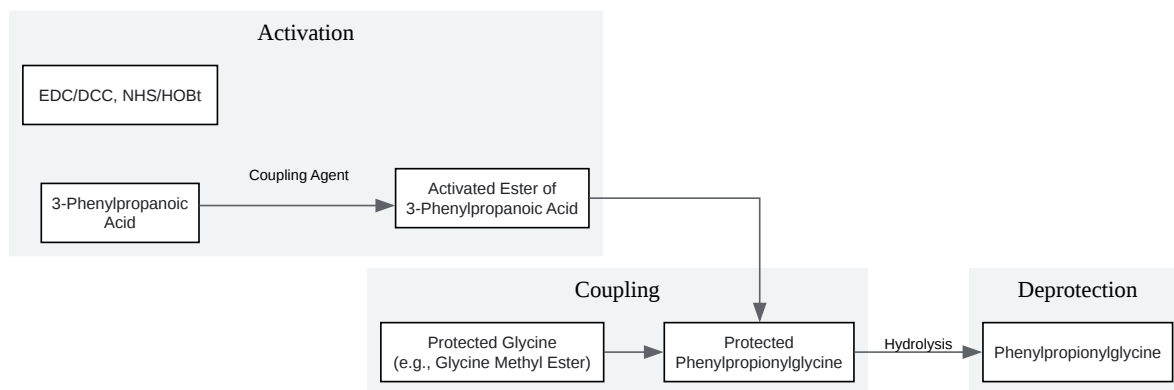 Activation
EDC/DCC, NHS/HOBt
Coupling Agent
3-Phenylpropanoic
Acid
Activated Ester of
3-Phenylpropanoic Acid
Coupling
Protected Glycine
(e.g., Glycine Methyl Ester)
Protected
Phenylpropionylglycine
Hydrolysis
Deprotection
Phenylpropionylglycine